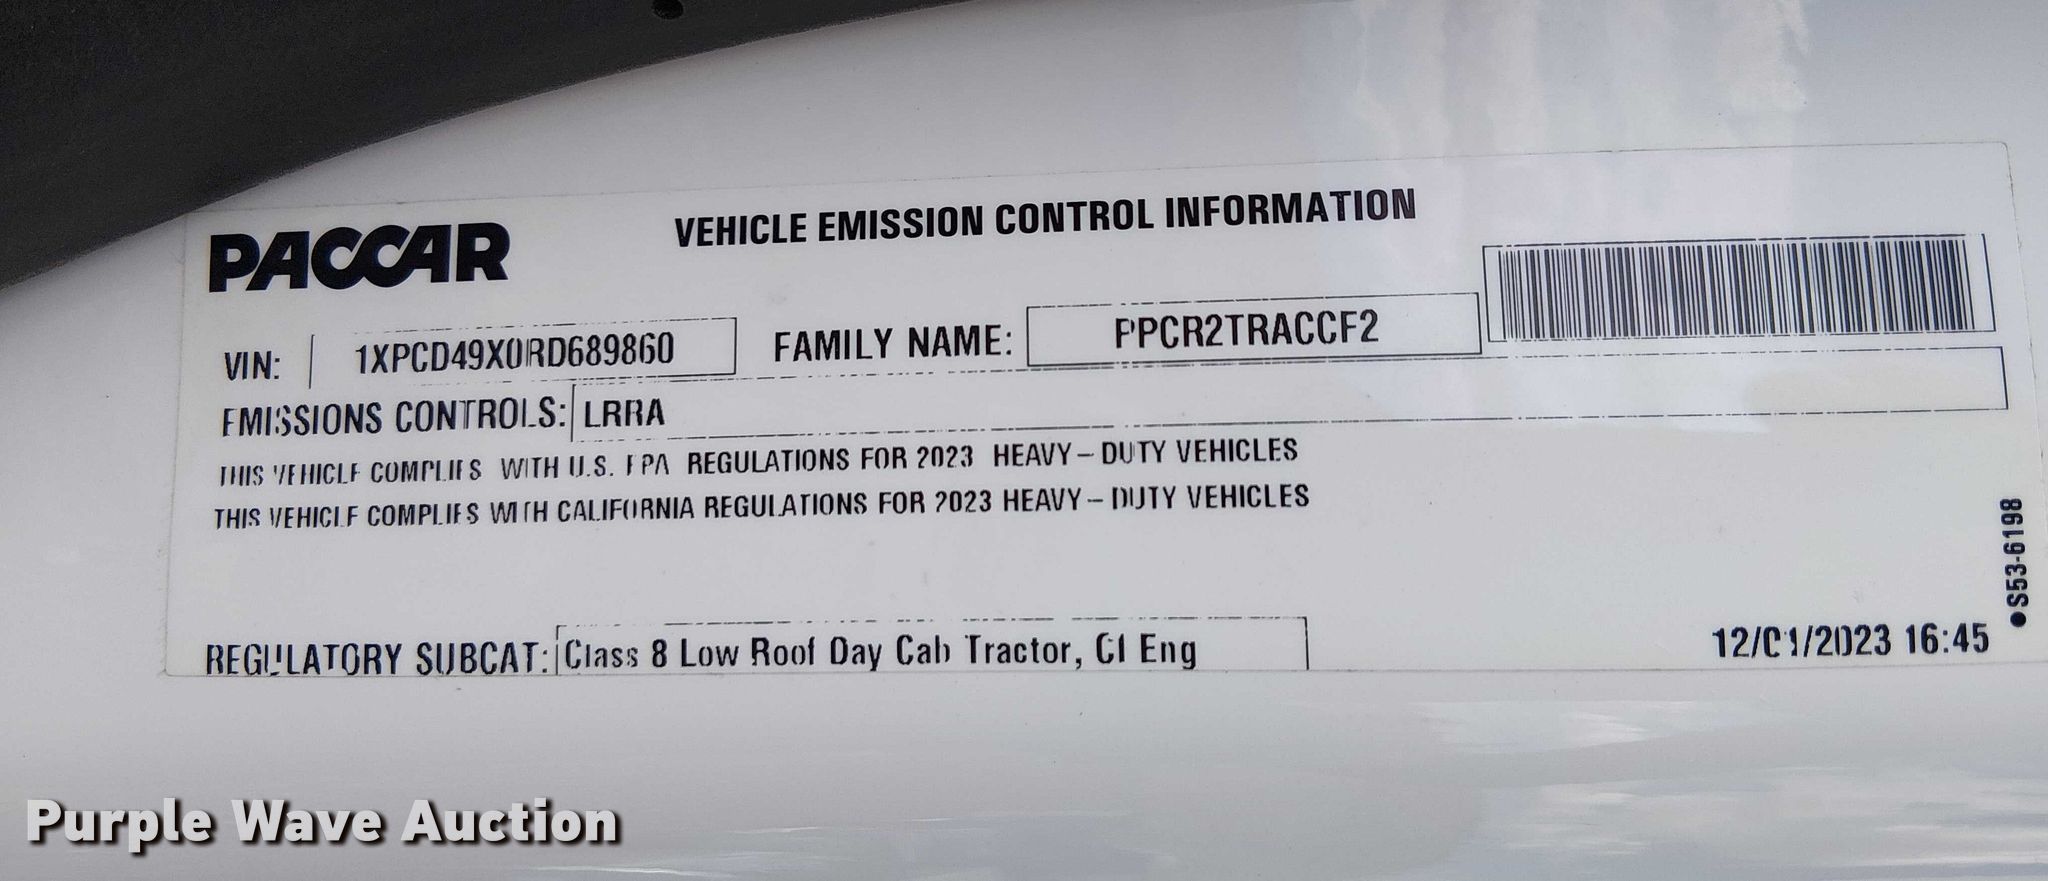 PACCAR
VEHICLE EMISSION CONTROL INFORMATION
VIN: 1XPCD49X0RD689860 FAMILY NAME: PPCR2TRACCF2
EMISSIONS CONTROLS: LRRA
THIS VEHICLE COMPLIES WITH U.S. EPA REGULATIONS FOR 2023 HEAVY-DUTY VEHICLES
THIS VEHICLE COMPLIES WITH CALIFORNIA REGULATIONS FOR 2023 HEAVY-DUTY VEHICLES
REGULATORY SUBCAT: Class 8 Low Roof Day Cab Tractor, CI Eng
12/01/2023 16:45
●S53-6198
Purple Wave Auction